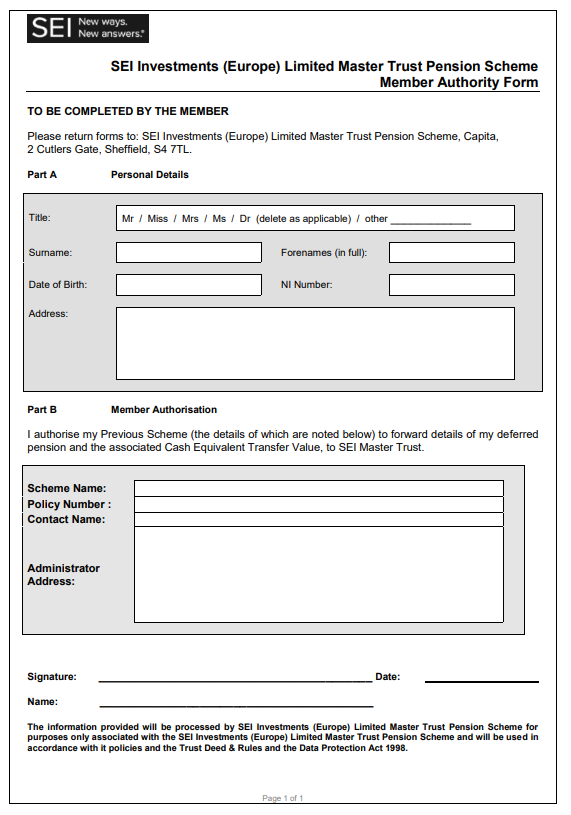 SEI New ways.
New answers.®
SEI Investments (Europe) Limited Master Trust Pension Scheme
Member Authority Form
TO BE COMPLETED BY THE MEMBER
Please return forms to: SEI Investments (Europe) Limited Master Trust Pension Scheme, Capita,
2 Cutlers Gate, Sheffield, S4 7TL.
Part A Personal Details
Title: Mr / Miss / Mrs / Ms / Dr (delete as applicable) / other _______________
Surname: Forenames (in full):
Date of Birth: NI Number:
Address:
Part B Member Authorisation
I authorise my Previous Scheme (the details of which are noted below) to forward details of my deferred
pension and the associated Cash Equivalent Transfer Value, to SEI Master Trust.
Scheme Name:
Policy Number :
Contact Name:
Administrator
Address:
Signature: ______________________________ Date: ____________
Name: ______________________________
The information provided will be processed by SEI Investments (Europe) Limited Master Trust Pension Scheme for
purposes only associated with the SEI Investments (Europe) Limited Master Trust Pension Scheme and will be used in
accordance with it policies and the Trust Deed & Rules and the Data Protection Act 1998.
Page 1 of 1